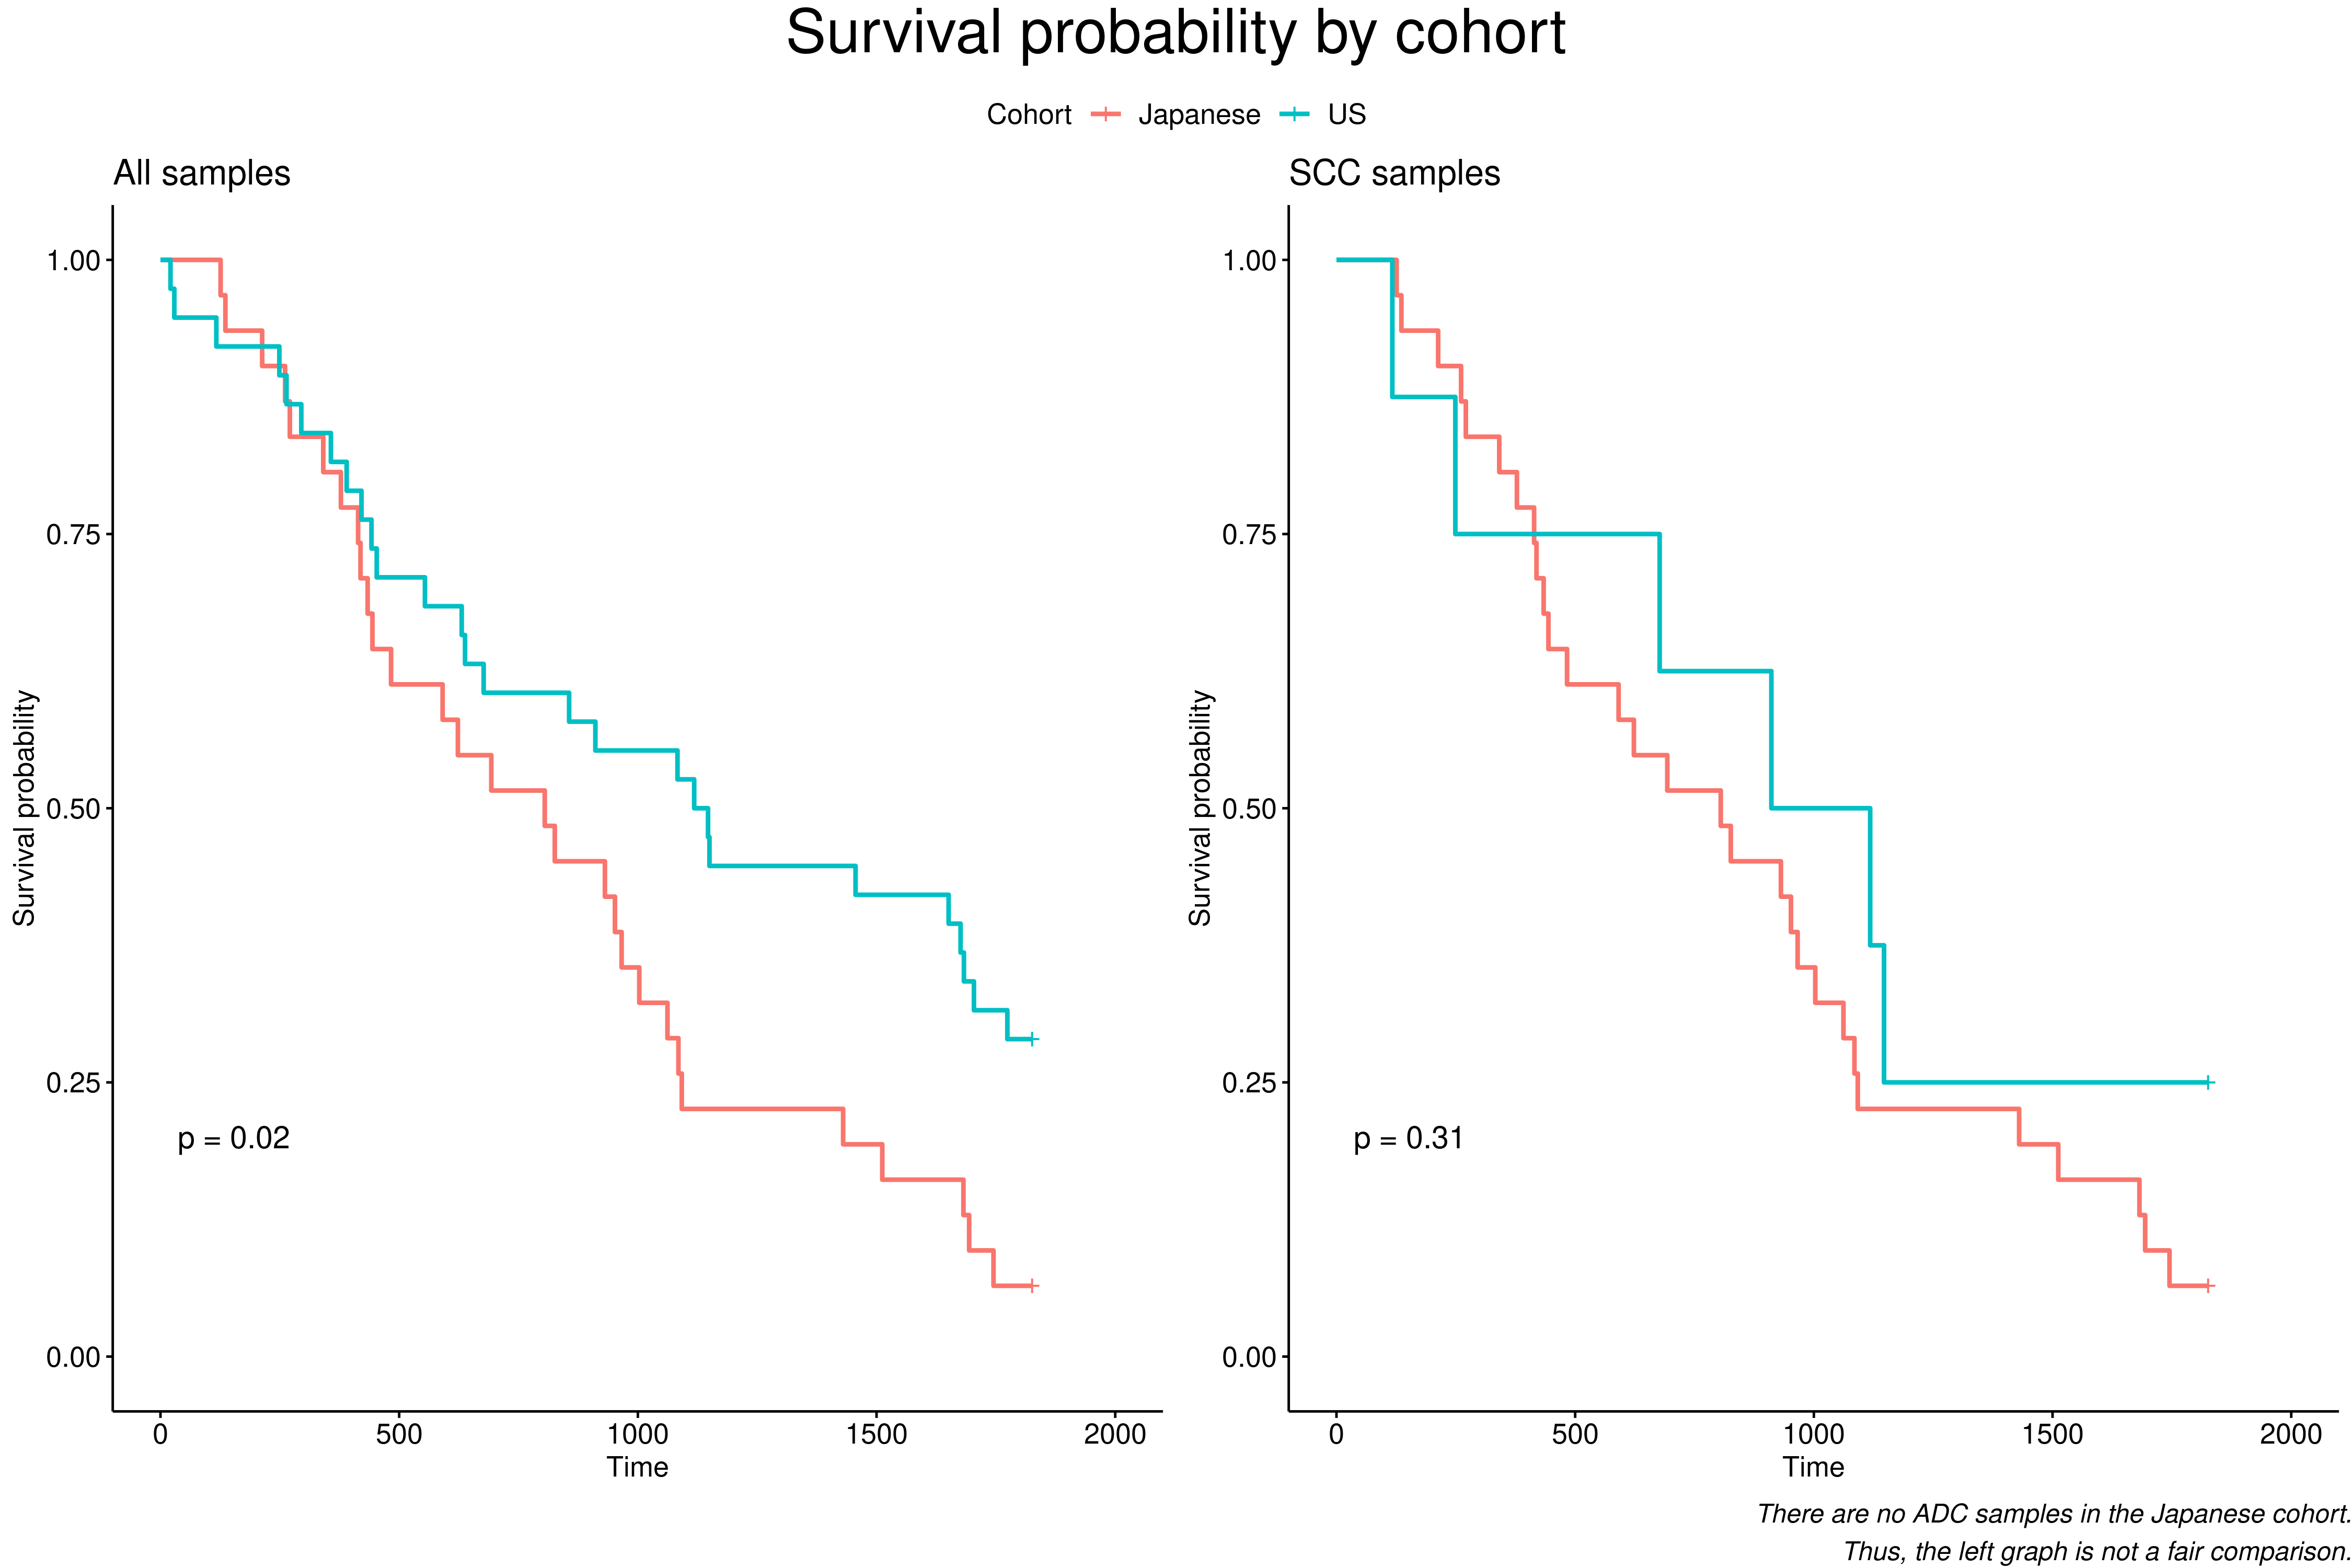 Survival probability by cohort
Cohort Japanese US
All samples
SCC samples
Survival probability
1.00
0.75
0.50
0.25
0.00
p = 0.02
0 500 1000 1500 2000
Time
Survival probability
1.00
0.75
0.50
0.25
0.00
p = 0.31
0 500 1000 1500 2000
Time
There are no ADC samples in the Japanese cohort.
Thus, the left graph is not a fair comparison.